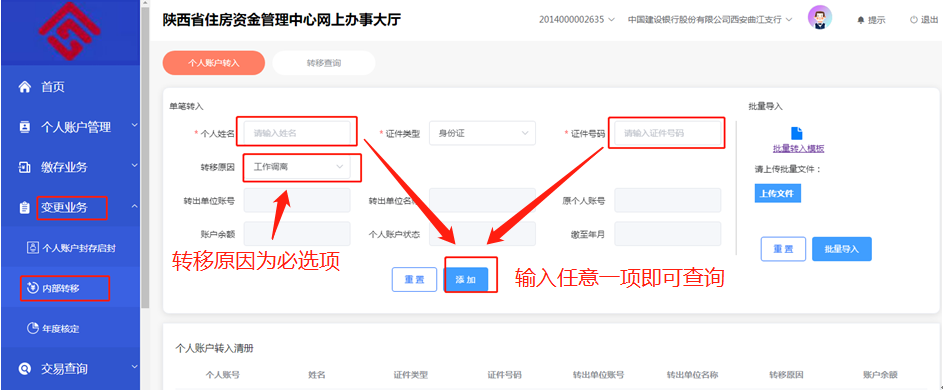 陕西省住房资金管理中心网上办事大厅
2014000002635
中国建设银行股份有限公司西安曲江支行
提示
退出
首页
个人账户管理
缴存业务
变更业务
个人账户封存启封
内部转移
年度核定
交易查询
个人账户转入
转移查询
单笔转入
* 个人姓名 请输入姓名
* 证件类型 身份证
* 证件号码 请输入证件号码
转移原因 工作调离
转出单位账号
转出单位名
原个人账号
账户余额
个人账户状态
缴至年月
转移原因为必选项
输入任意一项即可查询
重 置
添 加
批量导入
批量转入模板
请上传批量文件：
上传文件
重 置
批量导入
个人账户转入清册
个人账号 姓名 证件类型 证件号码 转出单位账号 转出单位名称 转移原因 账户余额